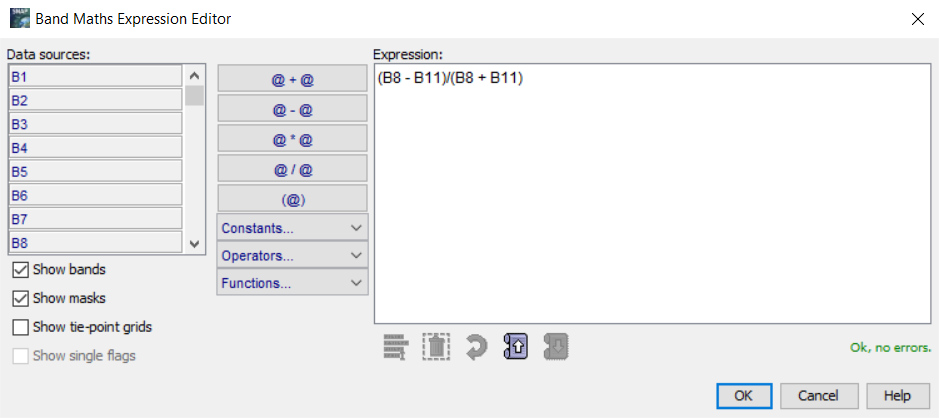 SNAP
Band Maths Expression Editor
Data sources:
B1
B2
B3
B4
B5
B6
B7
B8
Show bands
Show masks
Show tie-point grids
Show single flags
@ + @
@ - @
@ * @
@ / @
(@)
Constants...
Operators...
Functions...
Expression:
(B8 - B11)/(B8 + B11)
Ok, no errors.
OK
Cancel
Help